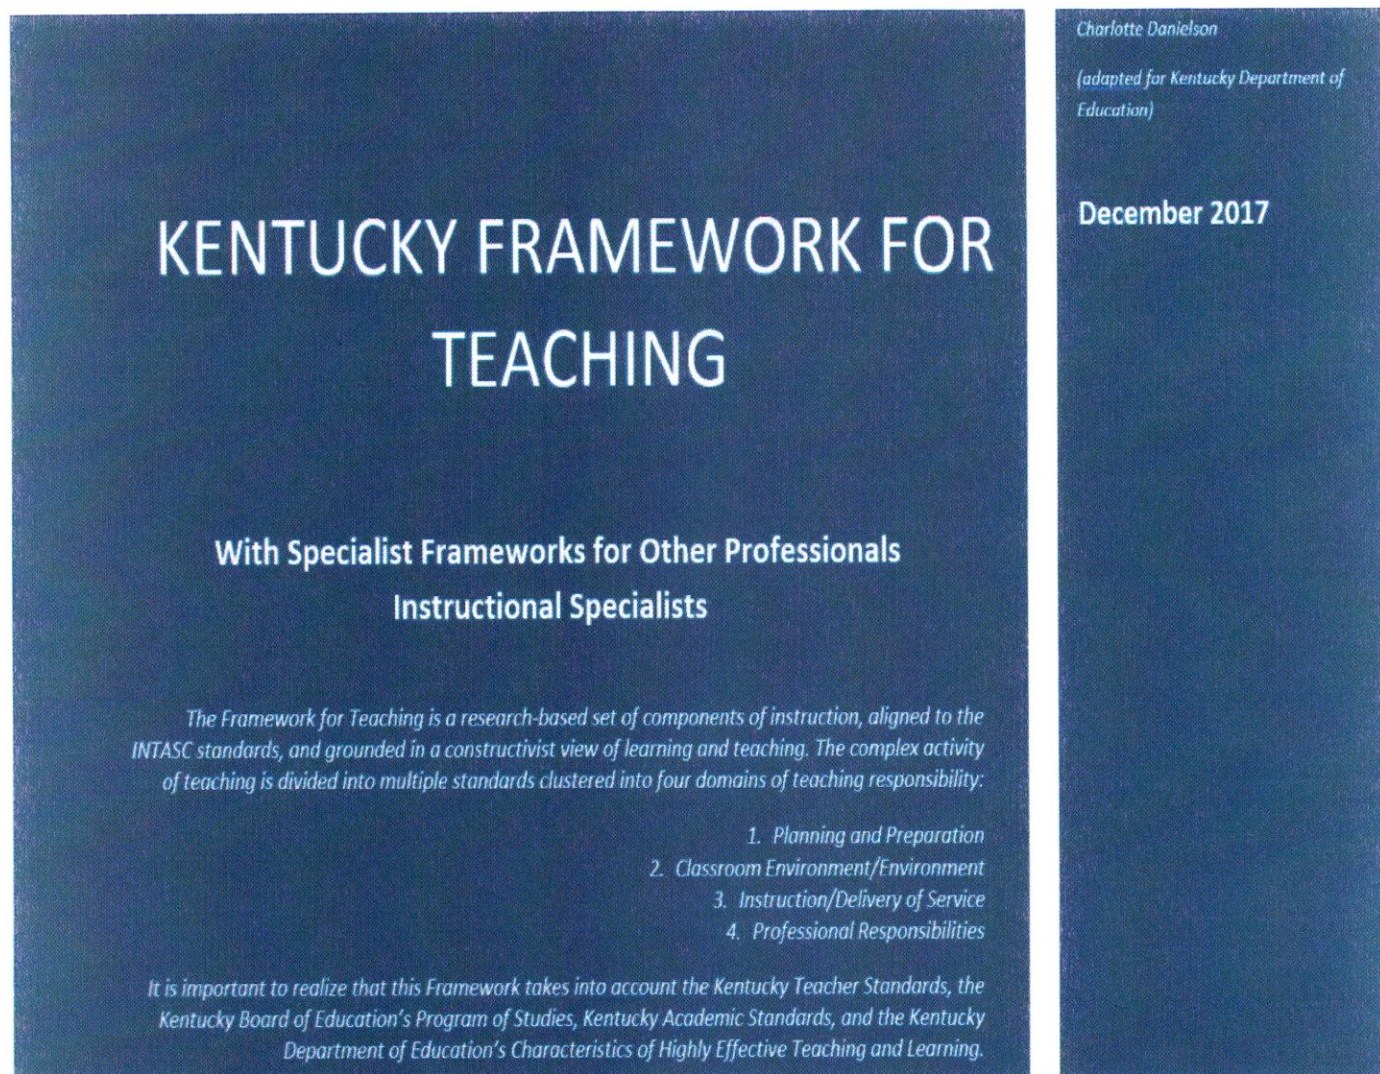 KENTUCKY FRAMEWORK FOR
TEACHING
With Specialist Frameworks for Other Professionals
Instructional Specialists
The Framework for Teaching is a research-based set of components of instruction, aligned to the
INTASC standards, and grounded in a constructivist view of learning and teaching. The complex activity
of teaching is divided into multiple standards clustered into four domains of teaching responsibility:
1. Planning and Preparation
2. Classroom Environment/Environment
3. Instruction/Delivery of Service
4. Professional Responsibilities
It is important to realize that this Framework takes into account the Kentucky Teacher Standards, the
Kentucky Board of Education's Program of Studies, Kentucky Academic Standards, and the Kentucky
Department of Education's Characteristics of Highly Effective Teaching and Learning.
Charlotte Danielson
(adapted for Kentucky Department of
Education)
December 2017